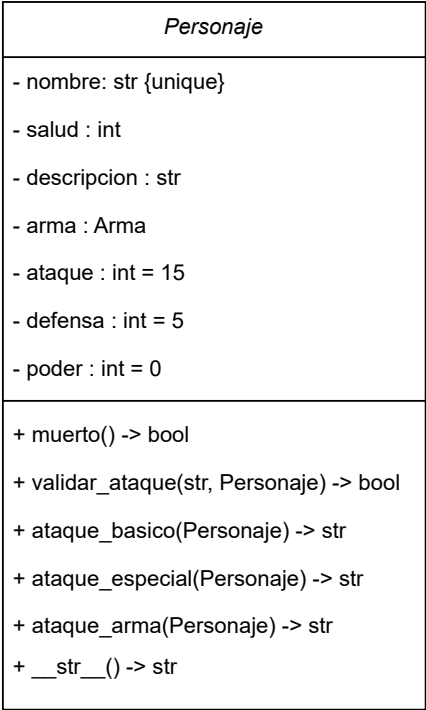 Personaje
- nombre: str {unique}
- salud : int
- descripcion : str
- arma : Arma
- ataque : int = 15
- defensa : int = 5
- poder : int = 0
+ muerto() -> bool
+ validar_ataque(str, Personaje) -> bool
+ ataque_basico(Personaje) -> str
+ ataque_especial(Personaje) -> str
+ ataque_arma(Personaje) -> str
+ __str__() -> str